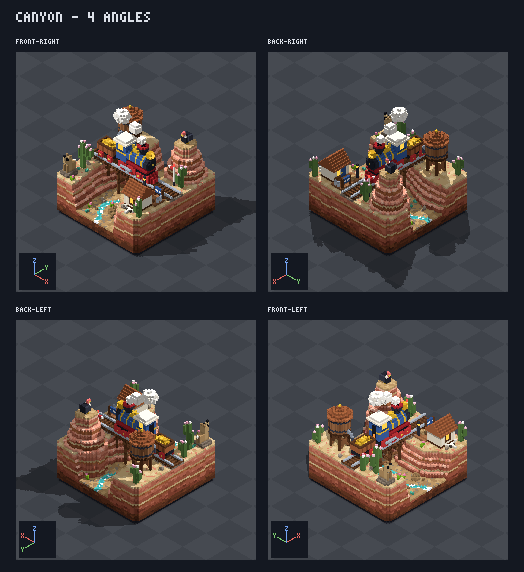 CANYON - 4 ANGLES
FRONT-RIGHT
BACK-RIGHT
Z
Y
X
Z
X
Y
BACK-LEFT
FRONT-LEFT
Z
X
Y
Z
Y
X